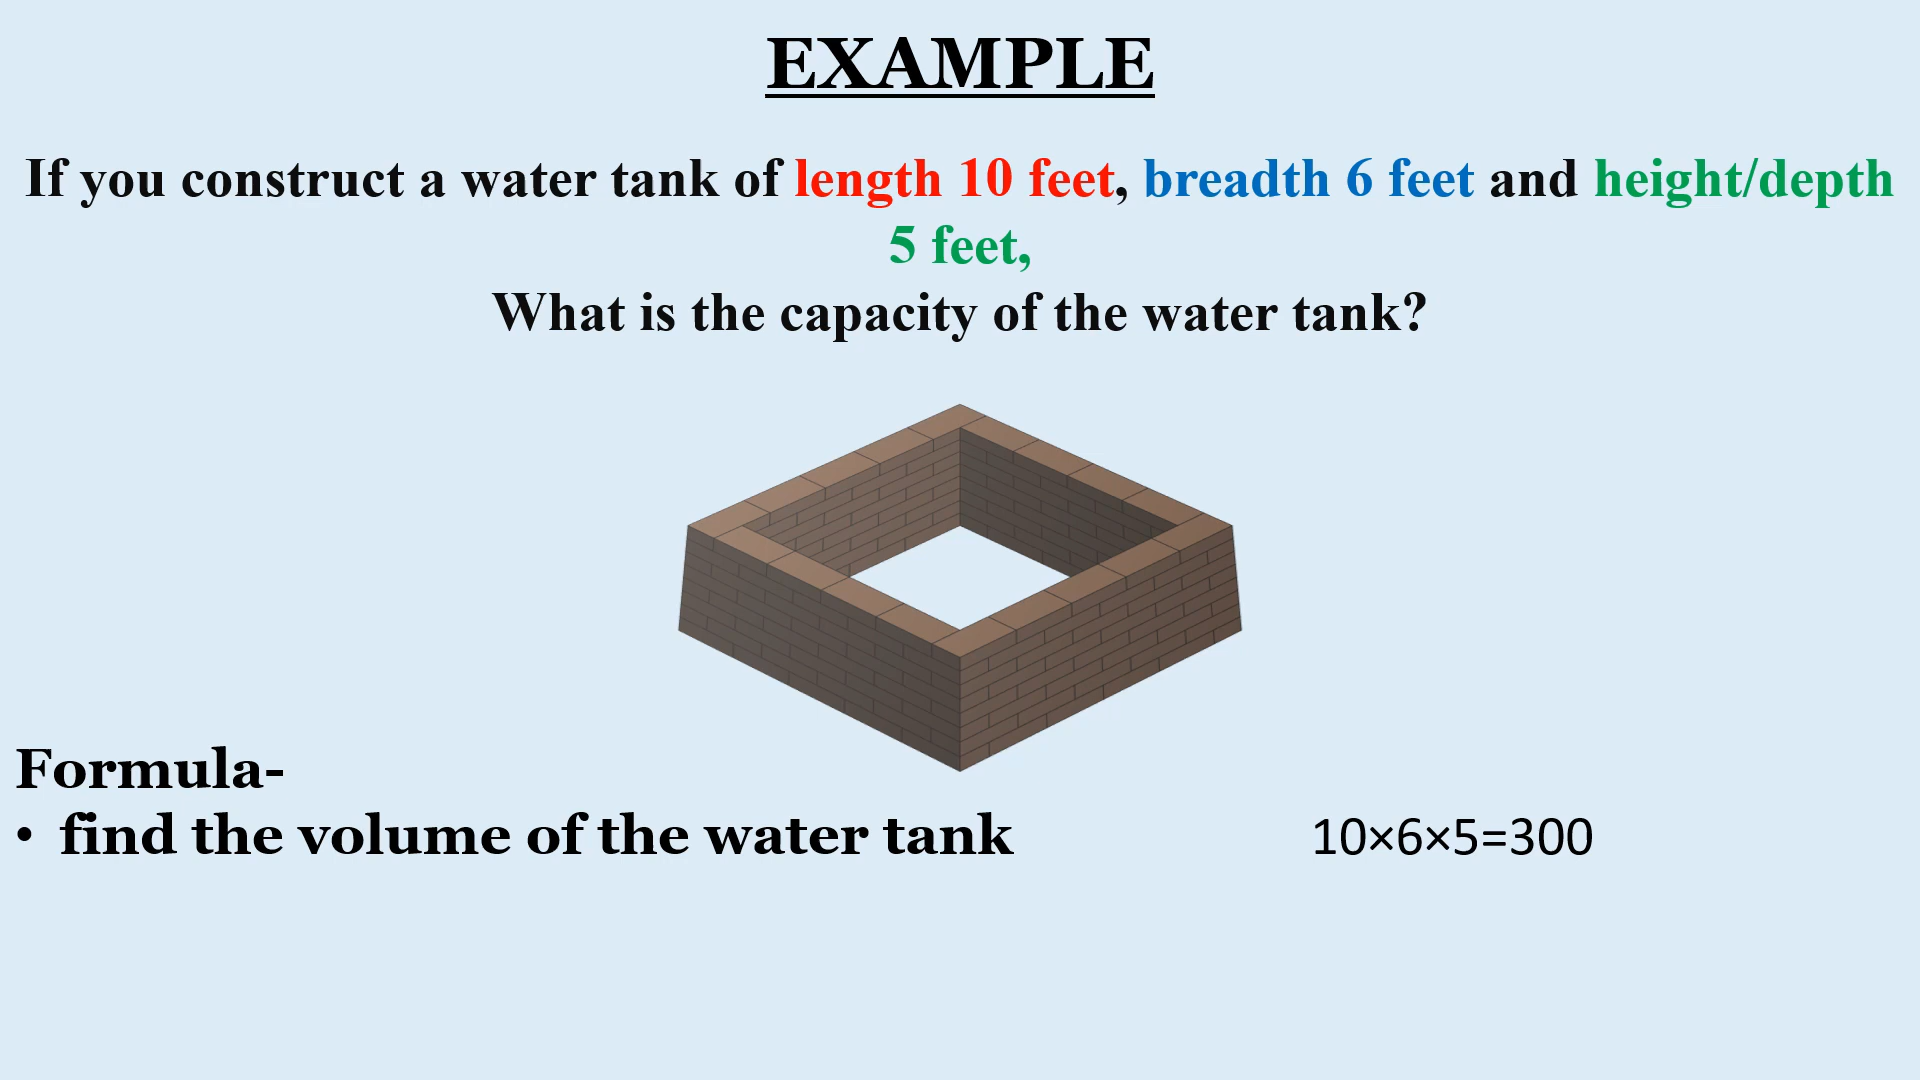 EXAMPLE
If you construct a water tank of length 10 feet, breadth 6 feet and height/depth
5 feet,
What is the capacity of the water tank?
Formula-
• find the volume of the water tank 10×6×5=300